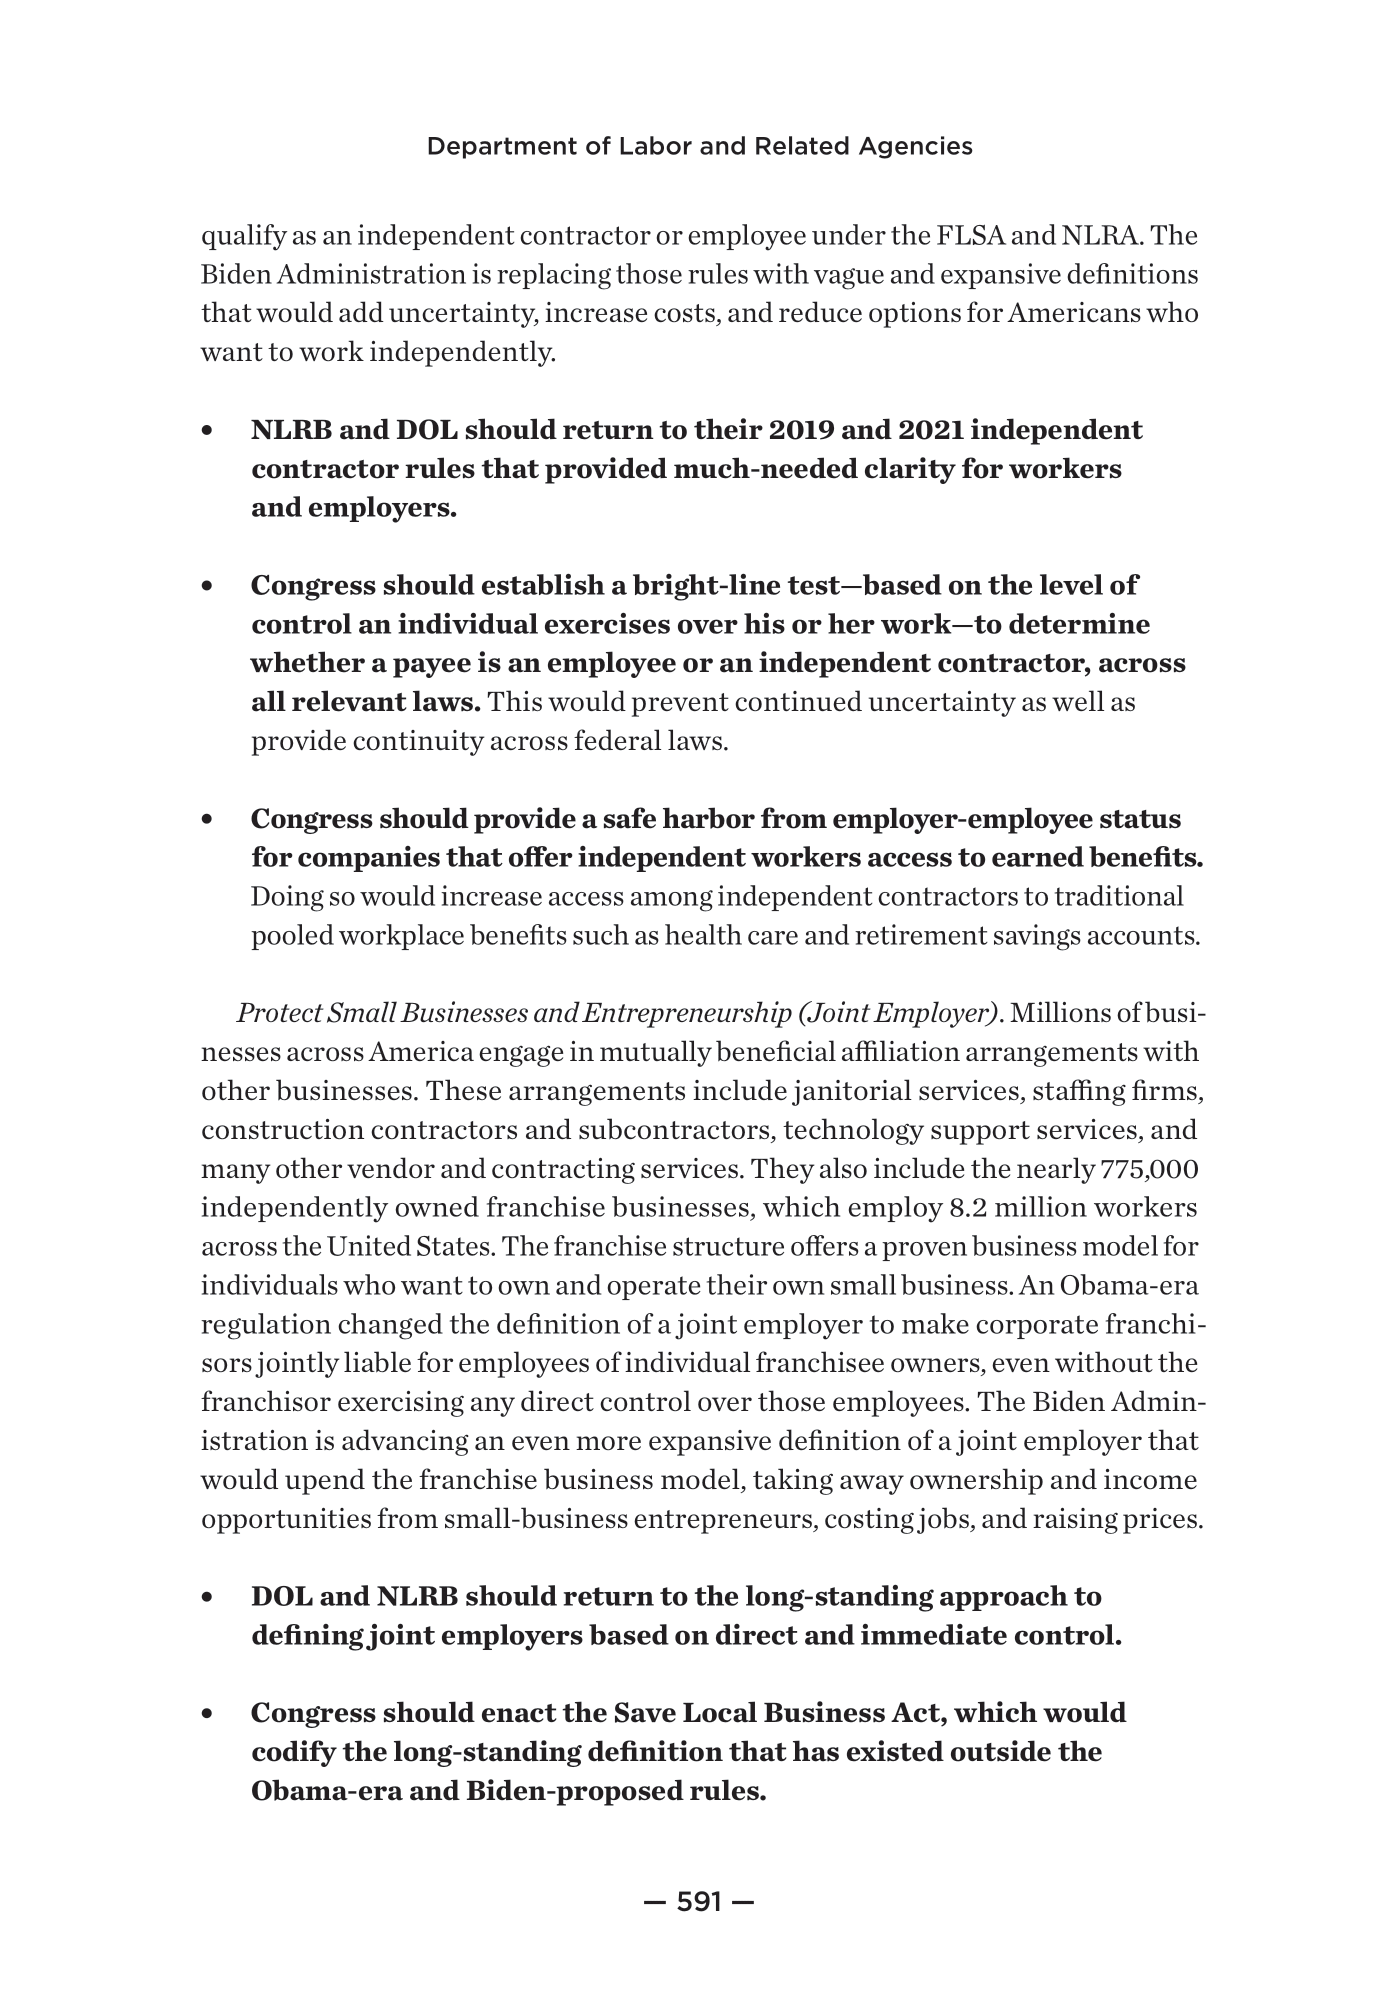 Department of Labor and Related Agencies
qualify as an independent contractor or employee under the FLSA and NLRA. The
Biden Administration is replacing those rules with vague and expansive definitions
that would add uncertainty, increase costs, and reduce options for Americans who
want to work independently.
• NLRB and DOL should return to their 2019 and 2021 independent
contractor rules that provided much-needed clarity for workers
and employers.
• Congress should establish a bright-line test—based on the level of
control an individual exercises over his or her work—to determine
whether a payee is an employee or an independent contractor, across
all relevant laws. This would prevent continued uncertainty as well as
provide continuity across federal laws.
• Congress should provide a safe harbor from employer-employee status
for companies that offer independent workers access to earned benefits.
Doing so would increase access among independent contractors to traditional
pooled workplace benefits such as health care and retirement savings accounts.
Protect Small Businesses and Entrepreneurship (Joint Employer). Millions of busi-
nesses across America engage in mutually beneficial affiliation arrangements with
other businesses. These arrangements include janitorial services, staffing firms,
construction contractors and subcontractors, technology support services, and
many other vendor and contracting services. They also include the nearly 775,000
independently owned franchise businesses, which employ 8.2 million workers
across the United States. The franchise structure offers a proven business model for
individuals who want to own and operate their own small business. An Obama-era
regulation changed the definition of a joint employer to make corporate franchi-
sors jointly liable for employees of individual franchisee owners, even without the
franchisor exercising any direct control over those employees. The Biden Admin-
istration is advancing an even more expansive definition of a joint employer that
would upend the franchise business model, taking away ownership and income
opportunities from small-business entrepreneurs, costing jobs, and raising prices.
• DOL and NLRB should return to the long-standing approach to
defining joint employers based on direct and immediate control.
• Congress should enact the Save Local Business Act, which would
codify the long-standing definition that has existed outside the
Obama-era and Biden-proposed rules.
— 591 —